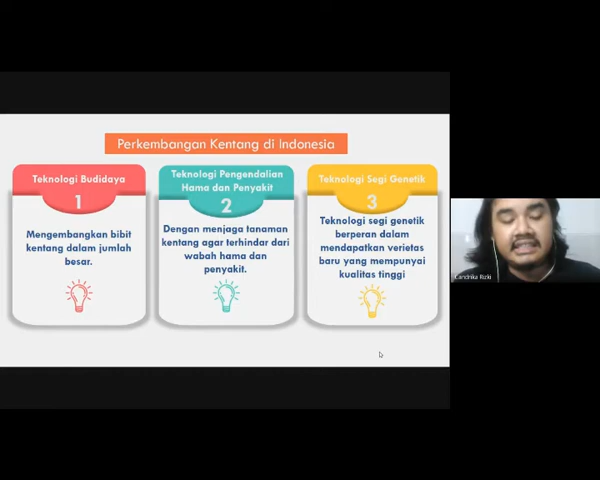 Perkembangan Kentang di Indonesia
Teknologi Budidaya
1
Mengembangkan bibit
kentang dalam jumlah
besar.
Teknologi Pengendalian
Hama dan Penyakit
2
Dengan menjaga tanaman
kentang agar terhindar dari
wabah hama dan
penyakit.
Teknologi Segi Genetik
3
Teknologi segi genetik
berperan dalam
mendapatkan verietas
baru yang mempunyai
kualitas tinggi
Candrika Rizki